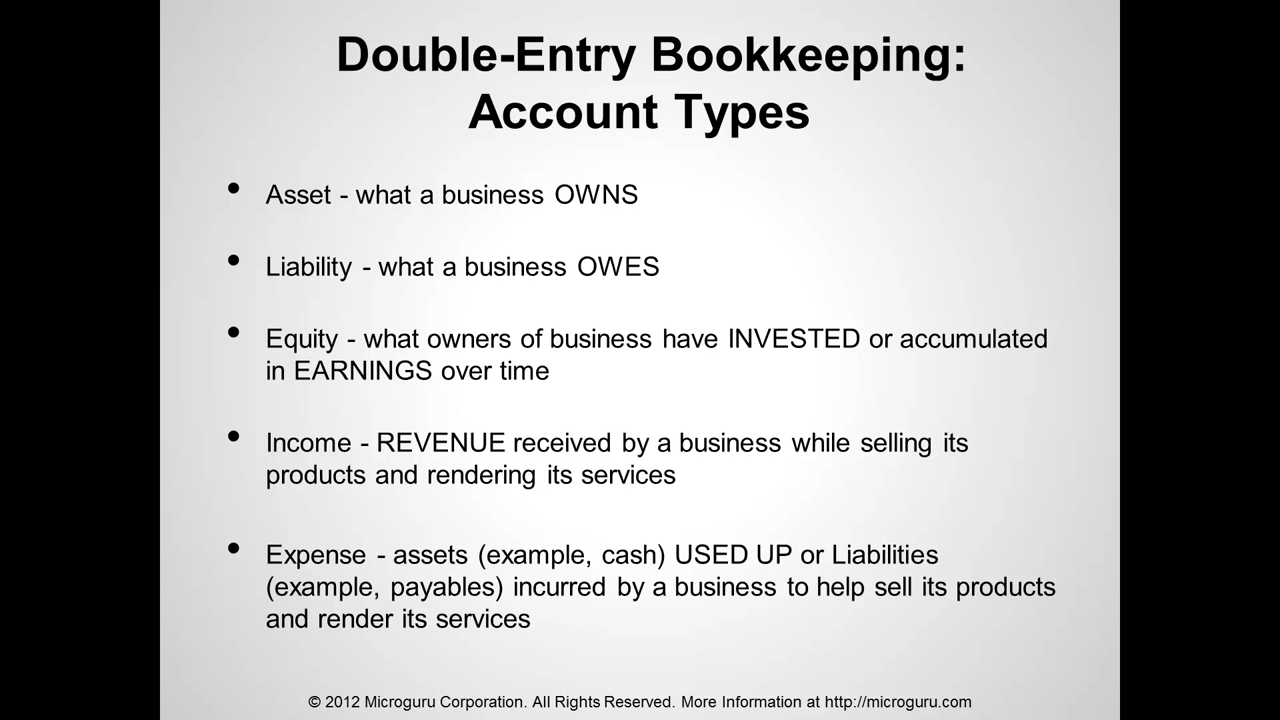 Double-Entry Bookkeeping:
Account Types
• Asset - what a business OWNS
• Liability - what a business OWES
• Equity - what owners of business have INVESTED or accumulated
in EARNINGS over time
• Income - REVENUE received by a business while selling its
products and rendering its services
• Expense - assets (example, cash) USED UP or Liabilities
(example, payables) incurred by a business to help sell its products
and render its services
© 2012 Microguru Corporation. All Rights Reserved. More Information at http://microguru.com